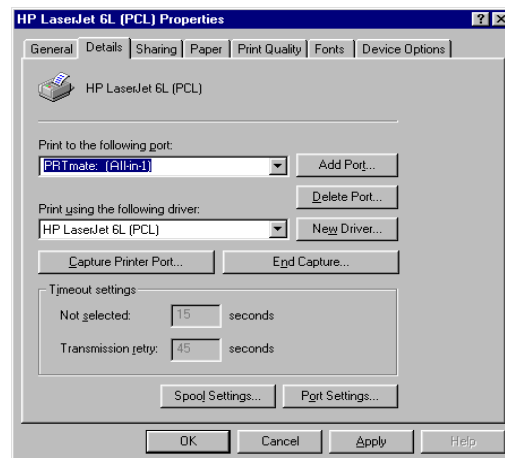 HP LaserJet 6L (PCL) Properties
General Details Sharing Paper Print Quality Fonts Device Options
HP LaserJet 6L (PCL)
Print to the following port:
PRTmate: (All-in-1)
Add Port...
Delete Port...
Print using the following driver:
HP LaserJet 6L (PCL)
New Driver...
Capture Printer Port... End Capture...
Timeout settings
Not selected: 15 seconds
Transmission retry: 45 seconds
Spool Settings... Port Settings...
OK Cancel Apply Help